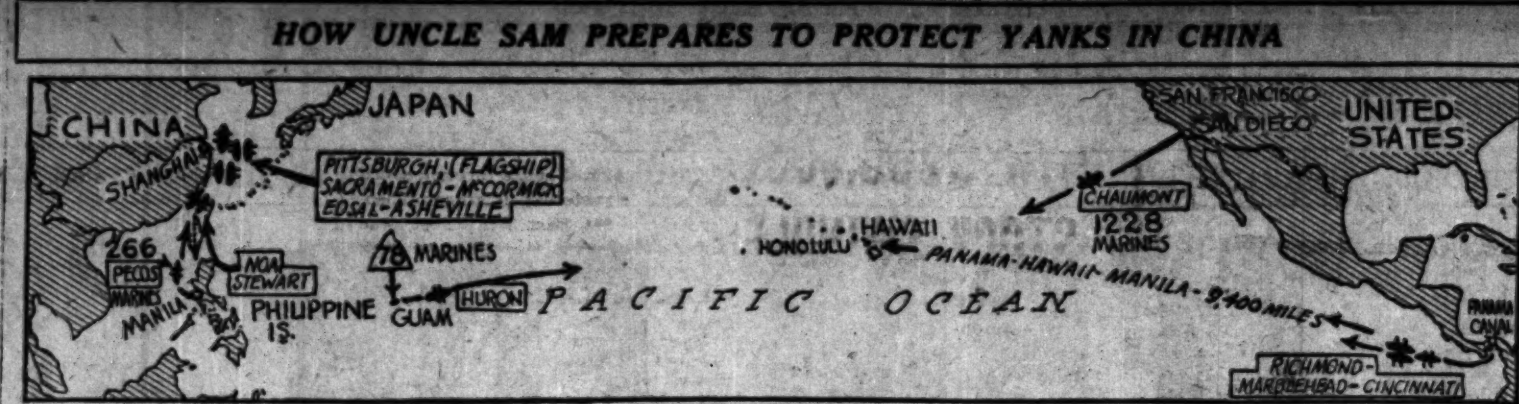 HOW UNCLE SAM PREPARES TO PROTECT YANKS IN CHINA
CHINA
JAPAN
SHANGHAI
PITTSBURGH, (FLAGSHIP)
SACRAMENTO - McCORMICK
EDSAL - ASHEVILLE
266
PECOS
MARINES
MANILA
NOA
STEWART
PHILIPPINE
IS.
78 MARINES
GUAM
HURON
PACIFIC OCEAN
HAWAII
HONOLULU
PANAMA - HAWAII - MANILA - 9,400 MILES
SAN FRANCISCO
SAN DIEGO
UNITED
STATES
CHAUMONT
1228
MARINES
PANAMA
CANAL
RICHMOND -
MARBLEHEAD - CINCINNATI